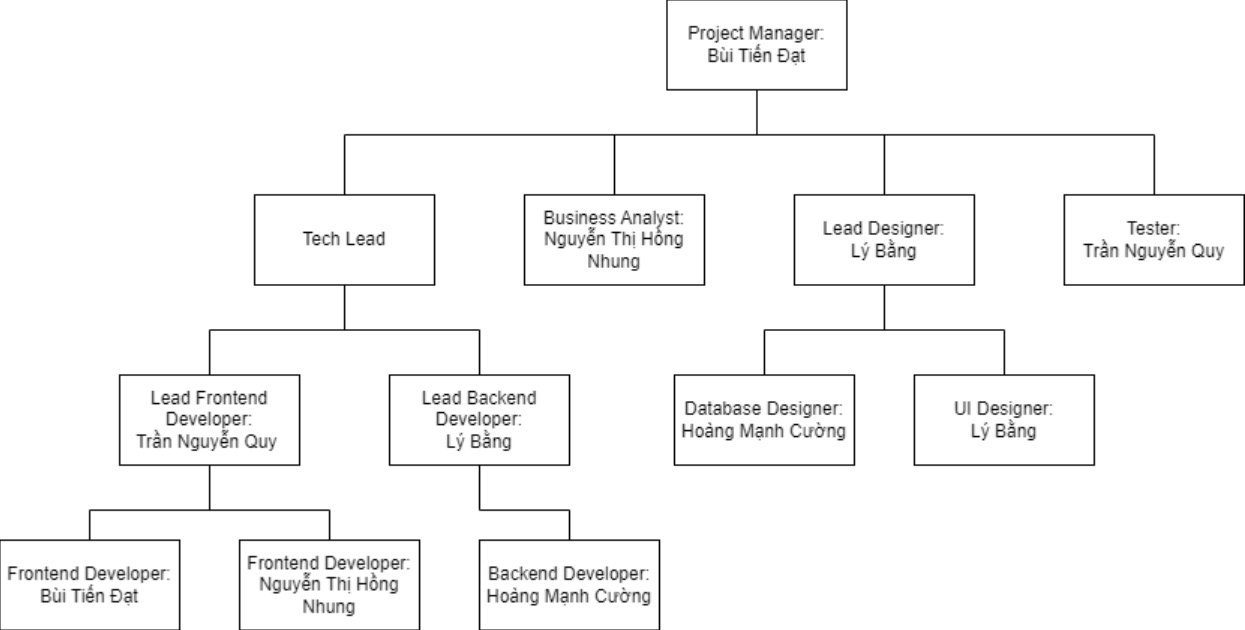 Project Manager:
Bùi Tiến Đạt
Tech Lead
Business Analyst:
Nguyễn Thị Hồng
Nhung
Lead Designer:
Lý Bằng
Tester:
Trần Nguyễn Quy
Lead Frontend
Developer:
Trần Nguyễn Quy
Lead Backend
Developer:
Lý Bằng
Database Designer:
Hoàng Mạnh Cường
UI Designer:
Lý Bằng
Frontend Developer:
Bùi Tiến Đạt
Frontend Developer:
Nguyễn Thị Hồng
Nhung
Backend Developer:
Hoàng Mạnh Cường